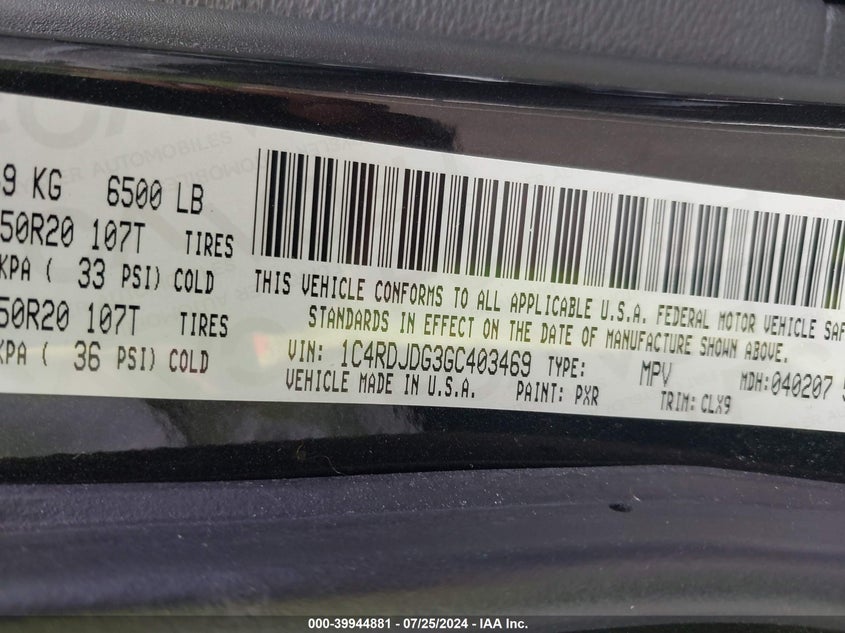 9 KG 6500 LB
50R20 107T TIRES
KPA ( 33 PSI) COLD
50R20 107T TIRES
KPA ( 36 PSI) COLD
THIS VEHICLE CONFORMS TO ALL APPLICABLE U.S.A. FEDERAL MOTOR VEHICLE SAF
STANDARDS IN EFFECT ON THE DATE OF MANUFACTURE SHOWN ABOVE.
VIN: 1C4RDJDG3GC403469 TYPE: MPV MDH:040207 5
VEHICLE MADE IN U.S.A. PAINT: PXR TRIM: CLX9
000-39944881 - 07/25/2024 - IAA Inc.